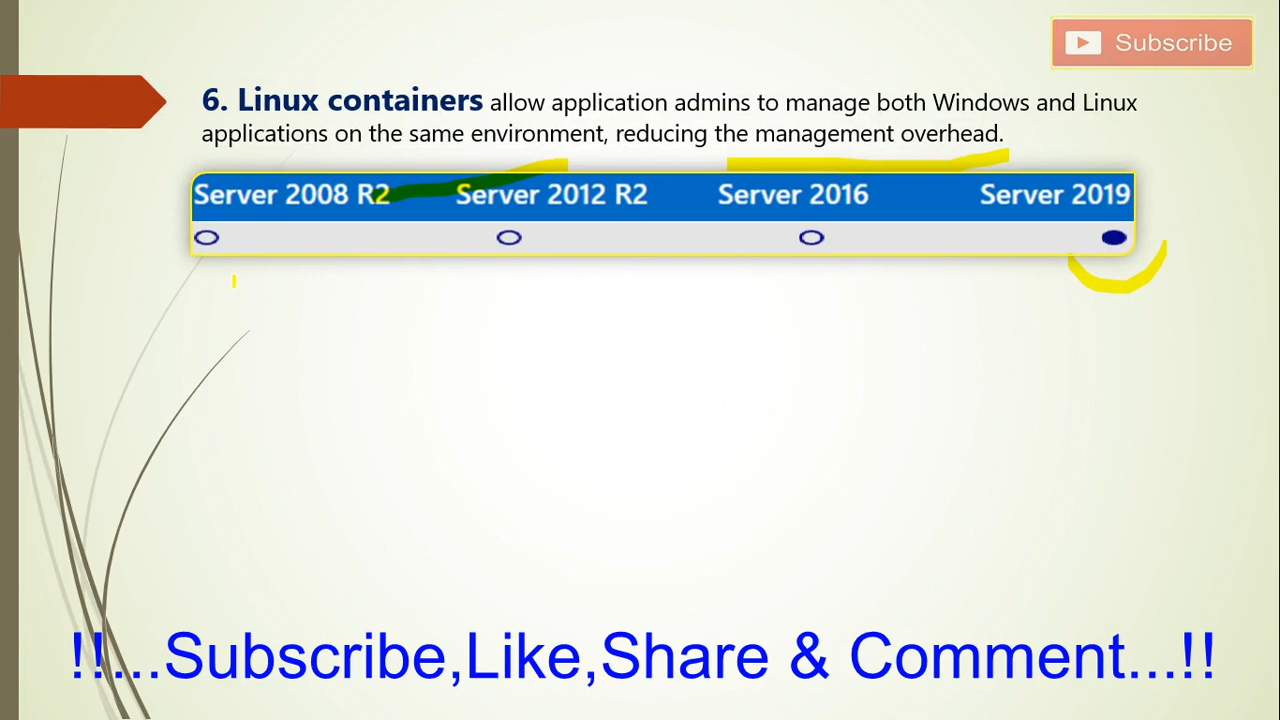 Subscribe
6. Linux containers allow application admins to manage both Windows and Linux
applications on the same environment, reducing the management overhead.
Server 2008 R2 Server 2012 R2 Server 2016 Server 2019
!!...Subscribe,Like,Share & Comment...!!